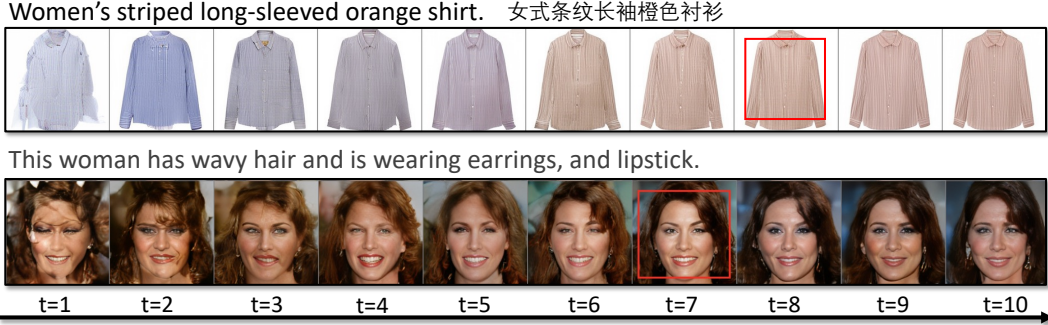 Women’s striped long-sleeved orange shirt. 女式条纹长袖橙色衬衫
This woman has wavy hair and is wearing earrings, and lipstick.
t=1 t=2 t=3 t=4 t=5 t=6 t=7 t=8 t=9 t=10